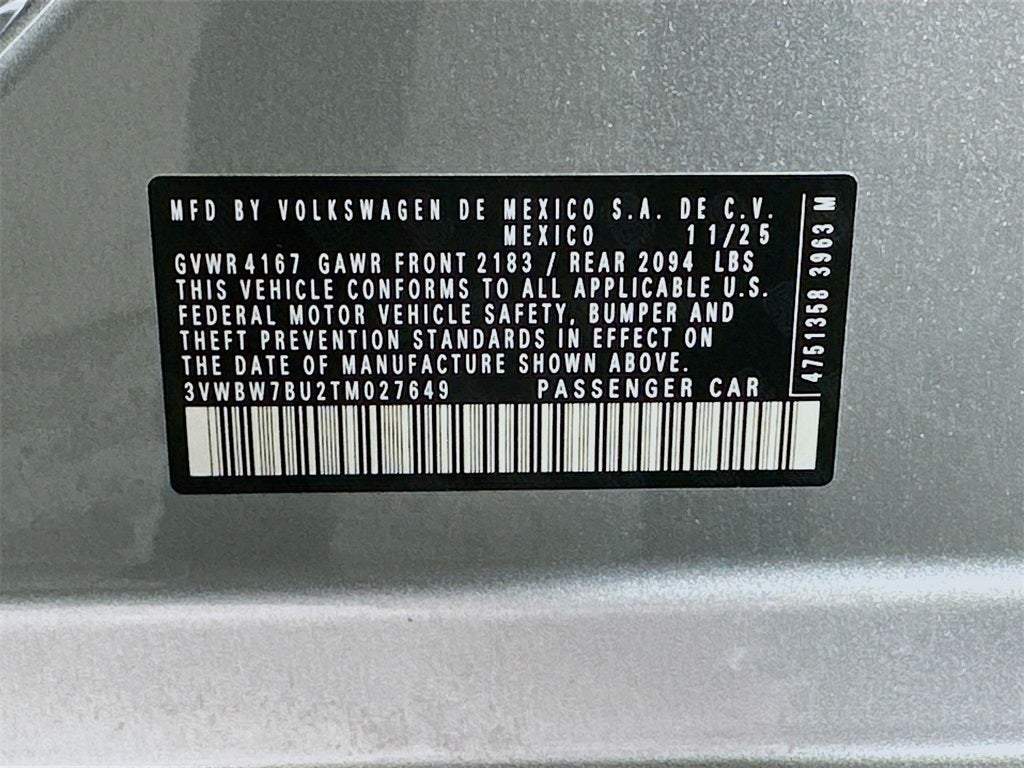 MFD BY VOLKSWAGEN DE MEXICO S.A. DE C.V.
MEXICO 11/25
GVWR 4167 GAWR FRONT 2183 / REAR 2094 LBS
THIS VEHICLE CONFORMS TO ALL APPLICABLE U.S.
FEDERAL MOTOR VEHICLE SAFETY, BUMPER AND
THEFT PREVENTION STANDARDS IN EFFECT ON
THE DATE OF MANUFACTURE SHOWN ABOVE.
3VWBW7BU2TM027649 PASSENGER CAR
4751358 3963 M